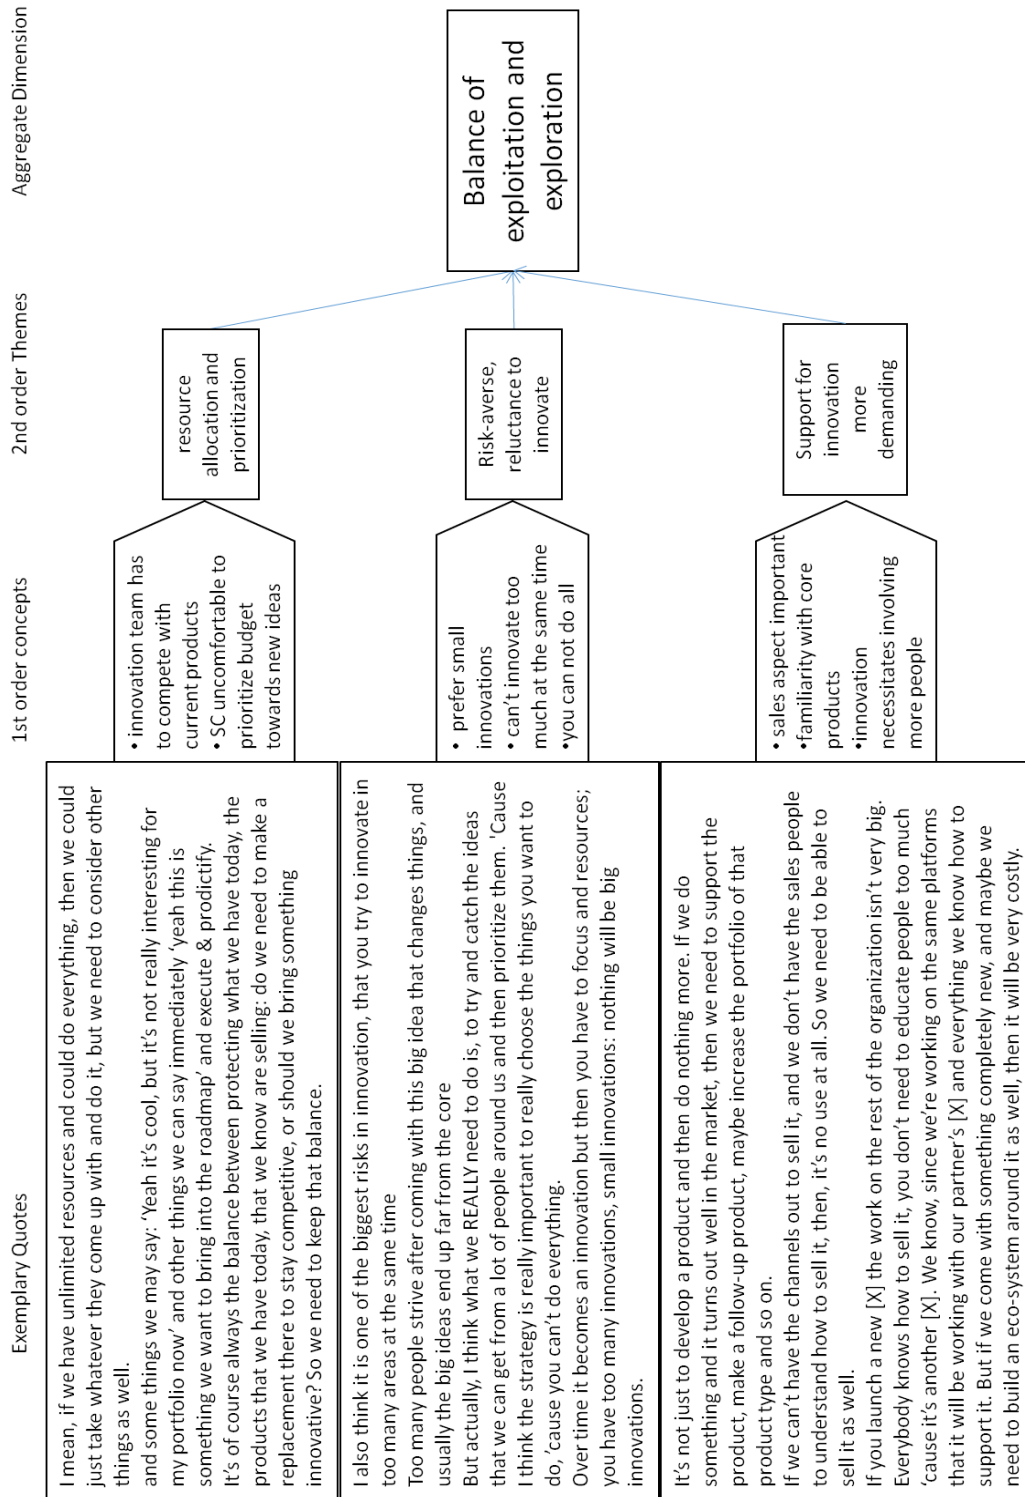 Exemplary Quotes
1st order concepts
2nd order Themes
Aggregate Dimension
I mean, if we have unlimited resources and could do everything, then we could
just take whatever they come up with and do it, but we need to consider other
things as well.
and some things we may say: ‘Yeah it’s cool, but it’s not really interesting for
my portfolio now’ and other things we can say immediately ‘yeah this is
something we want to bring into the roadmap’ and execute & prodictify.
It’s of course always the balance between protecting what we have today, the
products that we have today, that we know are selling: do we need to make a
replacement there to stay competitive, or should we bring something
innovative? So we need to keep that balance.
• innovation team has
to compete with
current products
• SC uncomfortable to
prioritize budget
towards new ideas
resource
allocation and
prioritization
I also think it is one of the biggest risks in innovation, that you try to innovate in
too many areas at the same time
Too many people strive after coming with this big idea that changes things, and
usually the big ideas end up far from the core
But actually, I think what we REALLY need to do is, to try and catch the ideas
that we can get from a lot of people around us and then prioritize them. 'Cause
I think the strategy is really important to really choose the things you want to
do, ’cause you can’t do everything.
Over time it becomes an innovation but then you have to focus and resources;
you have too many innovations, small innovations: nothing will be big
innovations.
• prefer small
innovations
• can’t innovate too
much at the same time
•you can not do all
Risk-averse,
reluctance to
innovate
Balance of
exploitation and
exploration
It’s not just to develop a product and then do nothing more. If we do
something and it turns out well in the market, then we need to support the
product, make a follow-up product, maybe increase the portfolio of that
product type and so on.
If we can’t have the channels out to sell it, and we don’t have the sales people
to understand how to sell it, then, it’s no use at all. So we need to be able to
sell it as well.
If you launch a new [X] the work on the rest of the organization isn’t very big.
Everybody knows how to sell it, you don’t need to educate people too much
‘cause it’s another [X]. We know, since we’re working on the same platforms
that it will be working with our partner’s [X] and everything we know how to
support it. But if we come with something completely new, and maybe we
need to build an eco-system around it as well, then it will be very costly.
• sales aspect important
•familiarity with core
products
•innovation
necessitates involving
more people
Support for
innovation
more
demanding